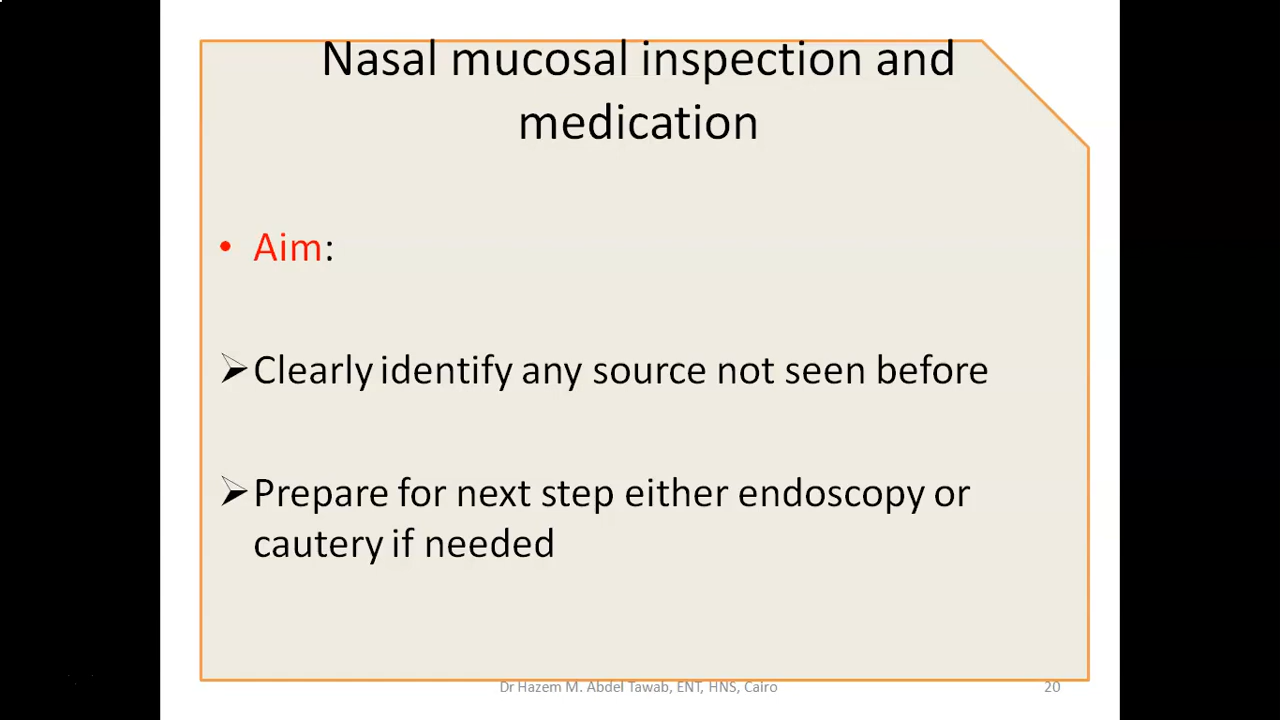 Nasal mucosal inspection and
medication
• Aim:
➢Clearly identify any source not seen before
➢Prepare for next step either endoscopy or
cautery if needed
Dr Hazem M. Abdel Tawab, ENT, HNS, Cairo
20